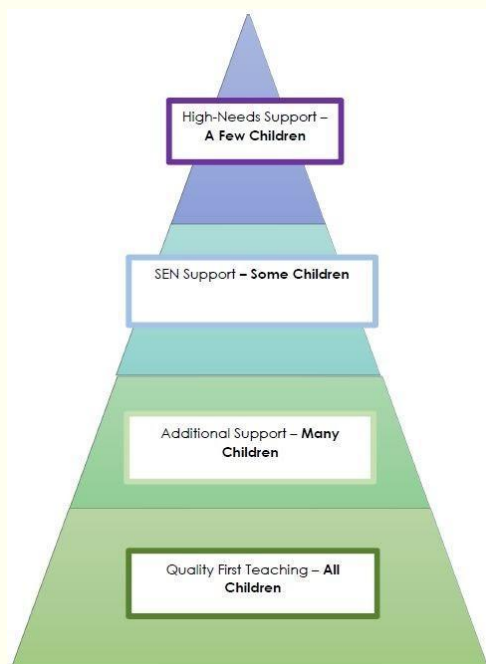 High-Needs Support –
A Few Children
SEN Support – Some Children
Additional Support – Many
Children
Quality First Teaching – All
Children